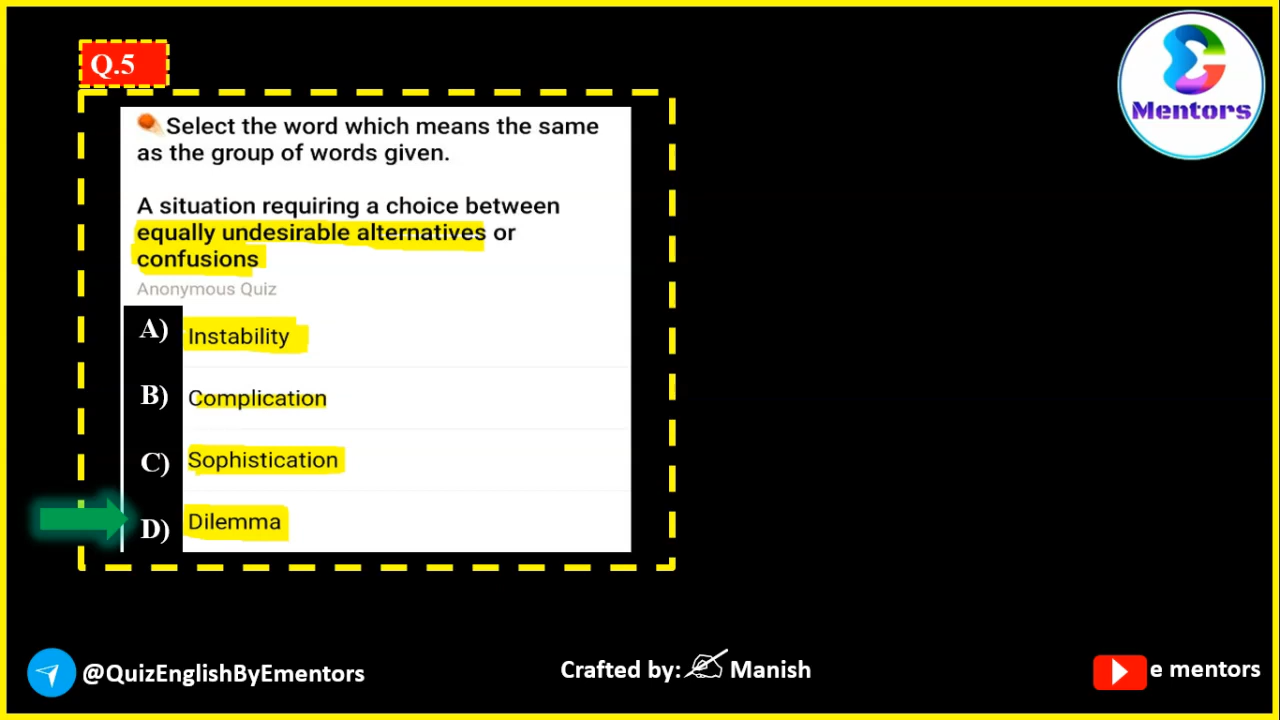 Q.5
Mentors
Select the word which means the same
as the group of words given.
A situation requiring a choice between
equally undesirable alternatives or
confusions
Anonymous Quiz
A) Instability
B) Complication
C) Sophistication
D) Dilemma
@QuizEnglishByEmentors
Crafted by: Manish
e mentors